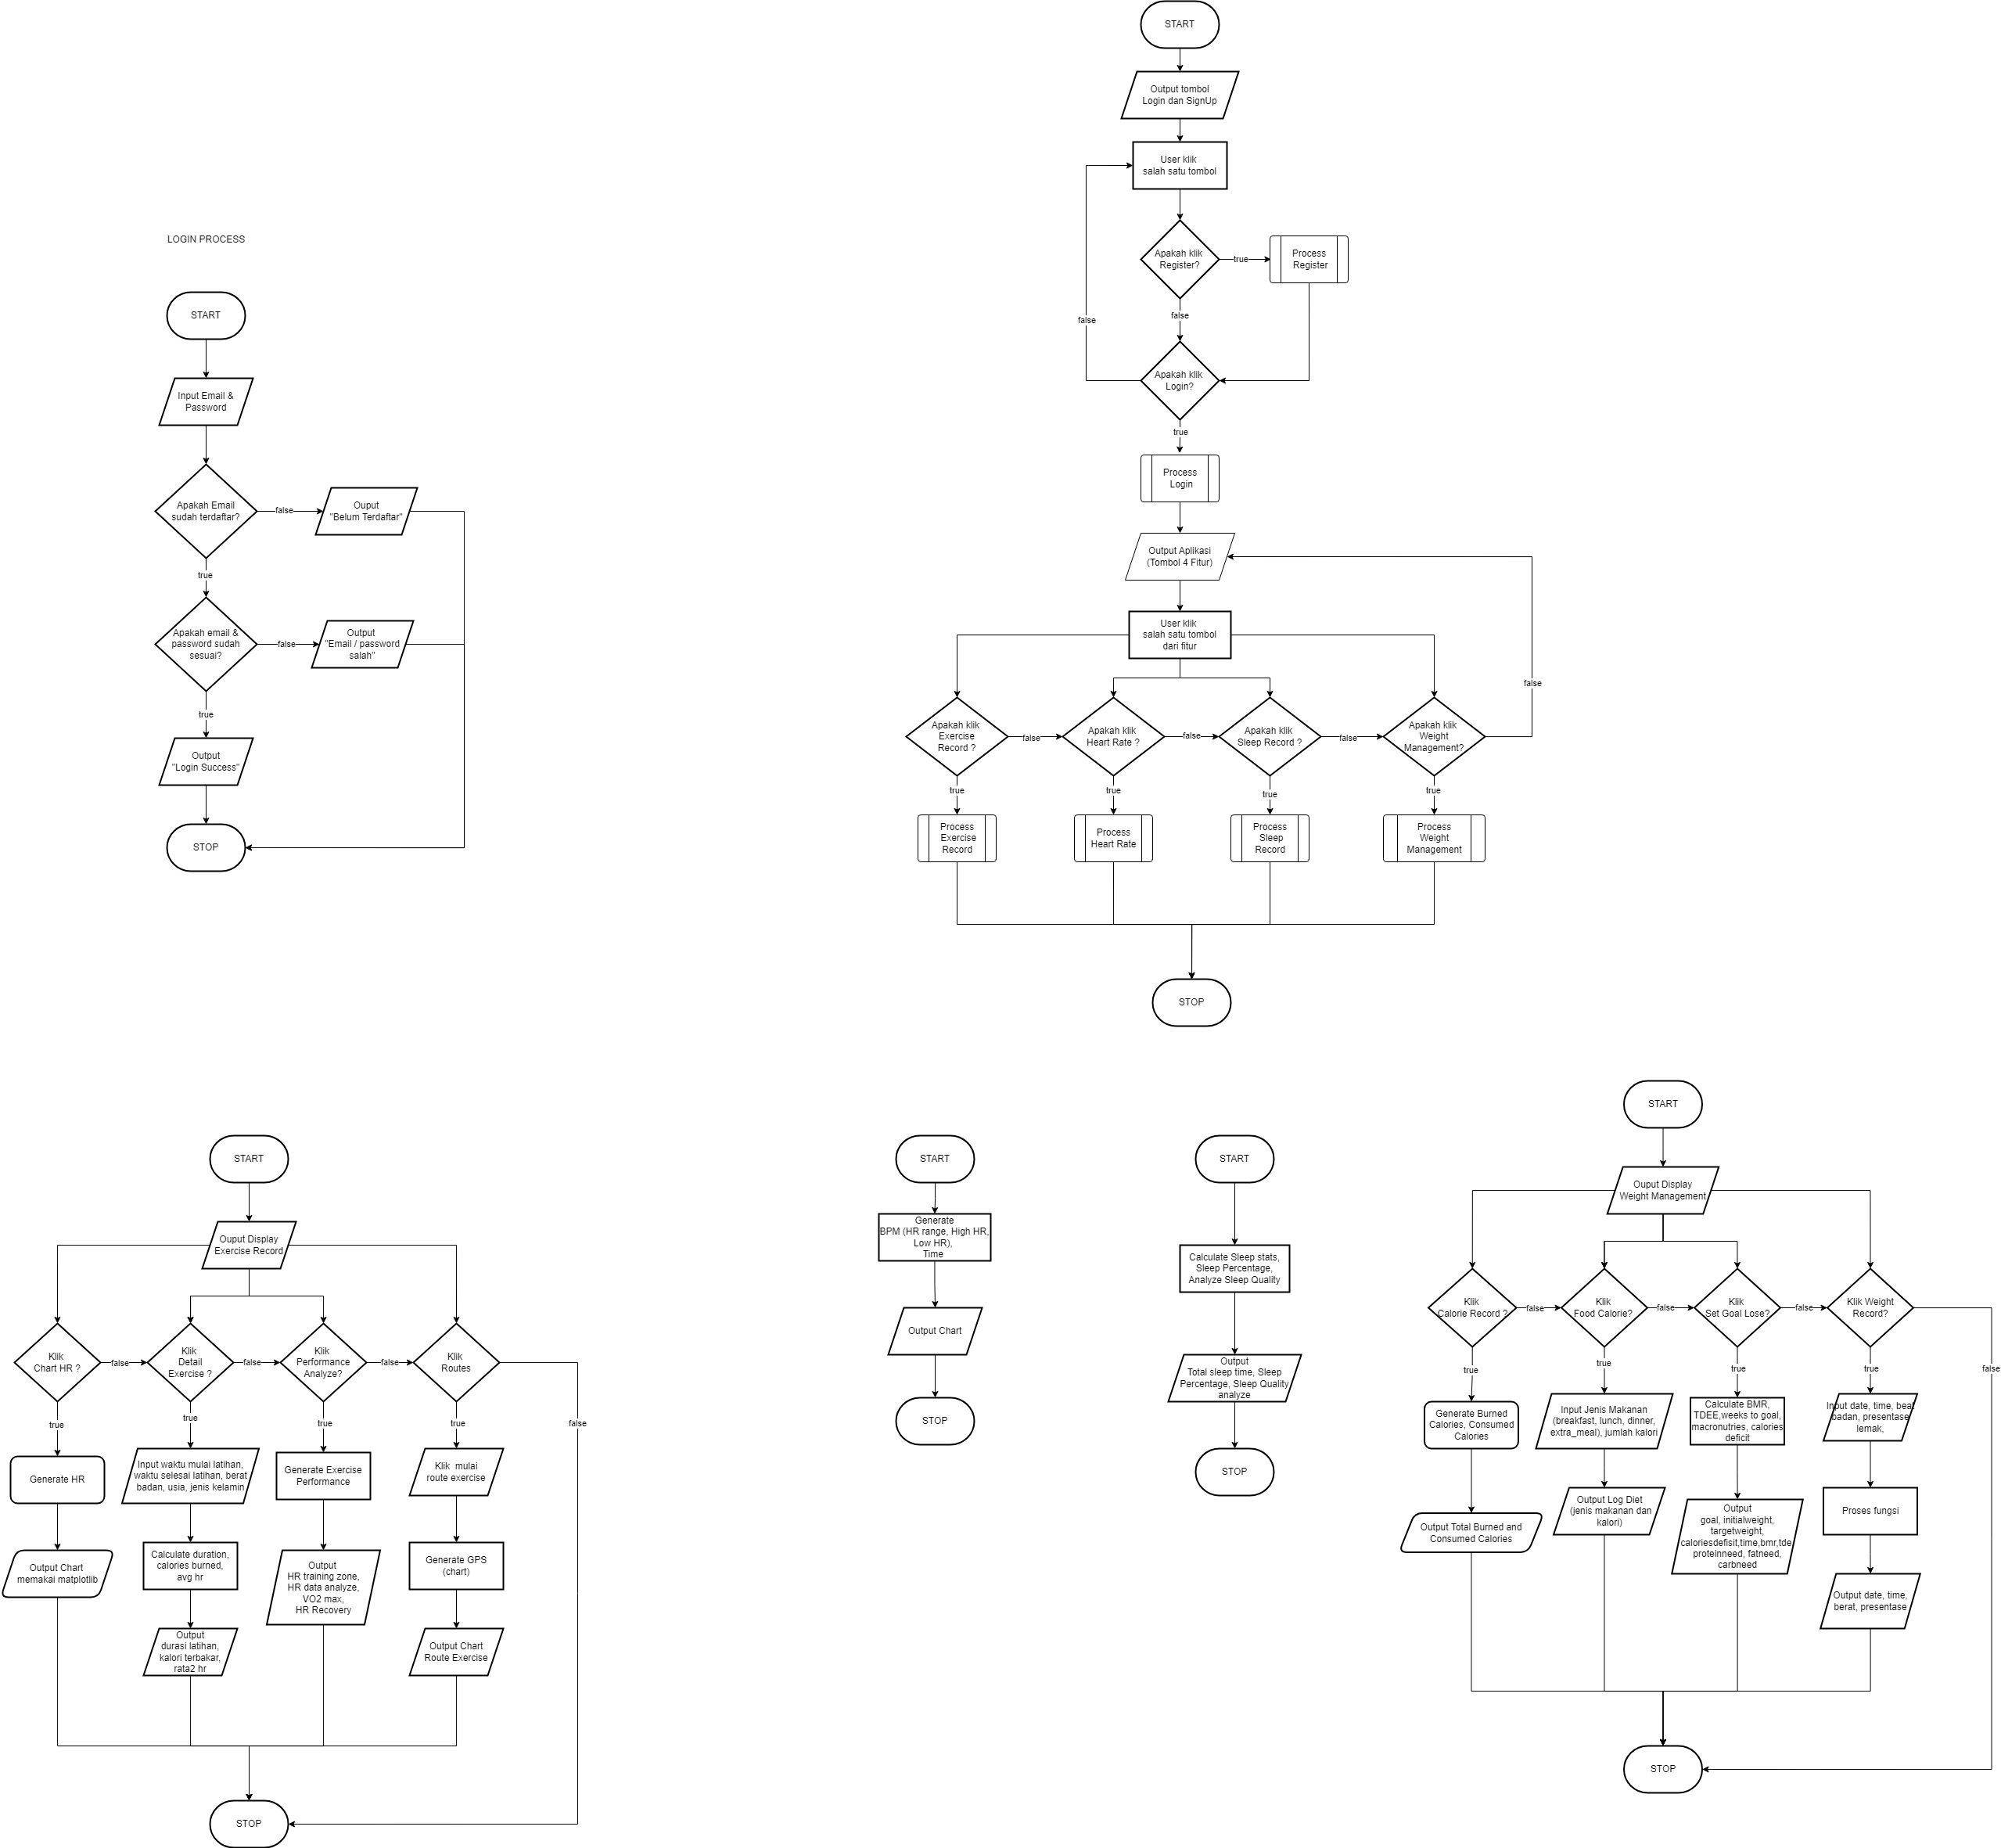 START
Output tombol
Login dan SignUp
User klik
salah satu tombol
Apakah klik
Register?
true
Process
Register
false
false
Apakah klik
Login?
true
Process
Login
Output Aplikasi
(Tombol 4 Fitur)
User klik
salah satu tombol
dari fitur
false
Apakah klik
Exercise
Record ?
false
Apakah klik
Heart Rate ?
false
Apakah klik
Sleep Record ?
false
Apakah klik
Weight
Management?
true
true
true
true
Process
Exercise
Record
Process
Heart Rate
Process
Sleep
Record
Process
Weight
Management
STOP
LOGIN PROCESS
START
Input Email &
Password
Apakah Email
sudah terdaftar?
false
Ouput
"Belum Terdaftar"
true
Apakah email &
password sudah
sesuai?
false
Output
"Email / password
salah"
true
Output
"Login Success"
STOP
START
Ouput Display
Exercise Record
Klik
Chart HR ?
false
Klik
Detail
Exercise ?
false
Klik
Performance
Analyze?
false
Klik
Routes
false
true
true
true
true
Generate HR
Input waktu mulai latihan,
waktu selesai latihan, berat
badan, usia, jenis kelamin
Generate Exercise
Performance
Klik mulai
route exercise
Output Chart
memakai matplotlib
Calculate duration,
calories burned,
avg hr
Output
HR training zone,
HR data analyze,
VO2 max,
HR Recovery
Generate GPS
(chart)
Output
durasi latihan,
kalori terbakar,
rata2 hr
Output Chart
Route Exercise
STOP
START
Generate
BPM (HR range, High HR,
Low HR),
Time
Output Chart
STOP
START
Calculate Sleep stats,
Sleep Percentage,
Analyze Sleep Quality
Output
Total sleep time, Sleep
Percentage, Sleep Quality
analyze
STOP
START
Ouput Display
Weight Management
Klik
Calorie Record ?
false
Klik
Food Calorie?
false
Klik
Set Goal Lose?
false
Klik Weight
Record?
false
true
true
true
true
Generate Burned
Calories, Consumed
Calories
Input Jenis Makanan
(breakfast, lunch, dinner,
extra_meal), jumlah kalori
Calculate BMR,
TDEE,weeks to goal,
macronutries, calories
deficit
Input date, time, beat
badan, presentase
lemak,
Output Total Burned and
Consumed Calories
Output Log Diet
(jenis makanan dan
kalori)
Output
goal, initialweight,
targetweight,
caloriesdefisit,time,bmr,tde
proteinneed, fatneed,
carbneed
Proses fungsi
Output date, time,
berat, presentase
STOP